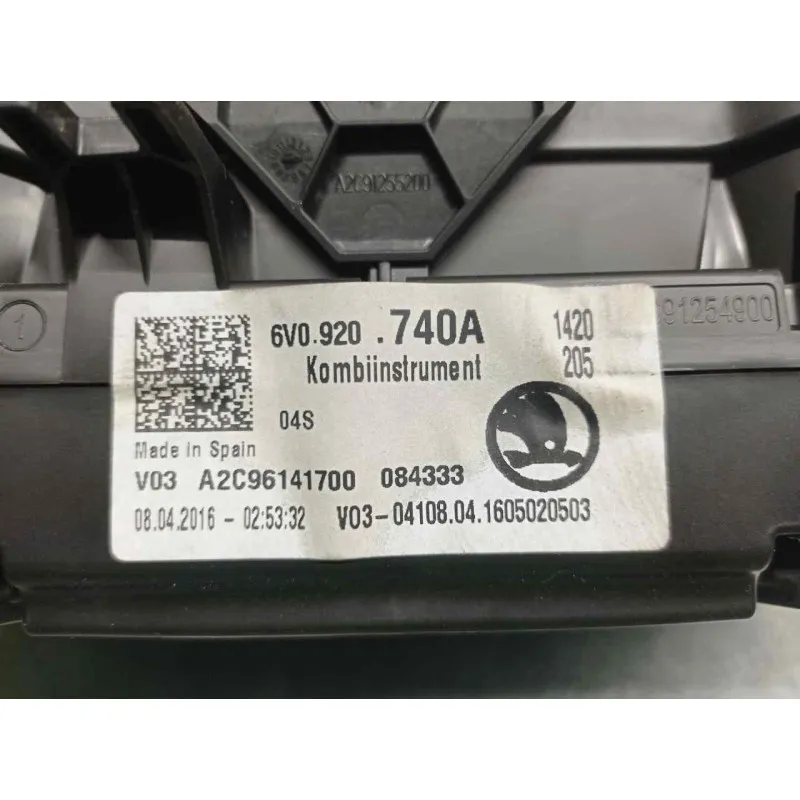 A2C91255200
1
91254900
6V0.920 .740A 1420
Kombiinstrument 205
04S
Made in Spain
V03 A2C96141700 084333
08.04.2016 - 02:53:32 V03-04108.04.1605020503